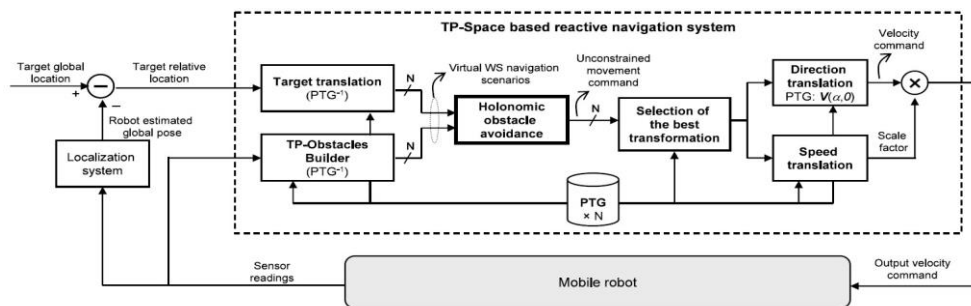 TP-Space based reactive navigation system
Target global
location
+
−
−
Target relative
location
Robot estimated
global pose
Localization
system
Target translation
(PTG⁻¹)
N
TP-Obstacles
Builder
(PTG⁻¹)
N
Virtual WS navigation
scenarios
Holonomic
obstacle
avoidance
Unconstrained
movement
command
N
Selection of
the best
transformation
PTG
× N
Direction
translation
PTG: V(α,0)
Speed
translation
Velocity
command
×
Scale
factor
Sensor
readings
Mobile robot
Output velocity
command